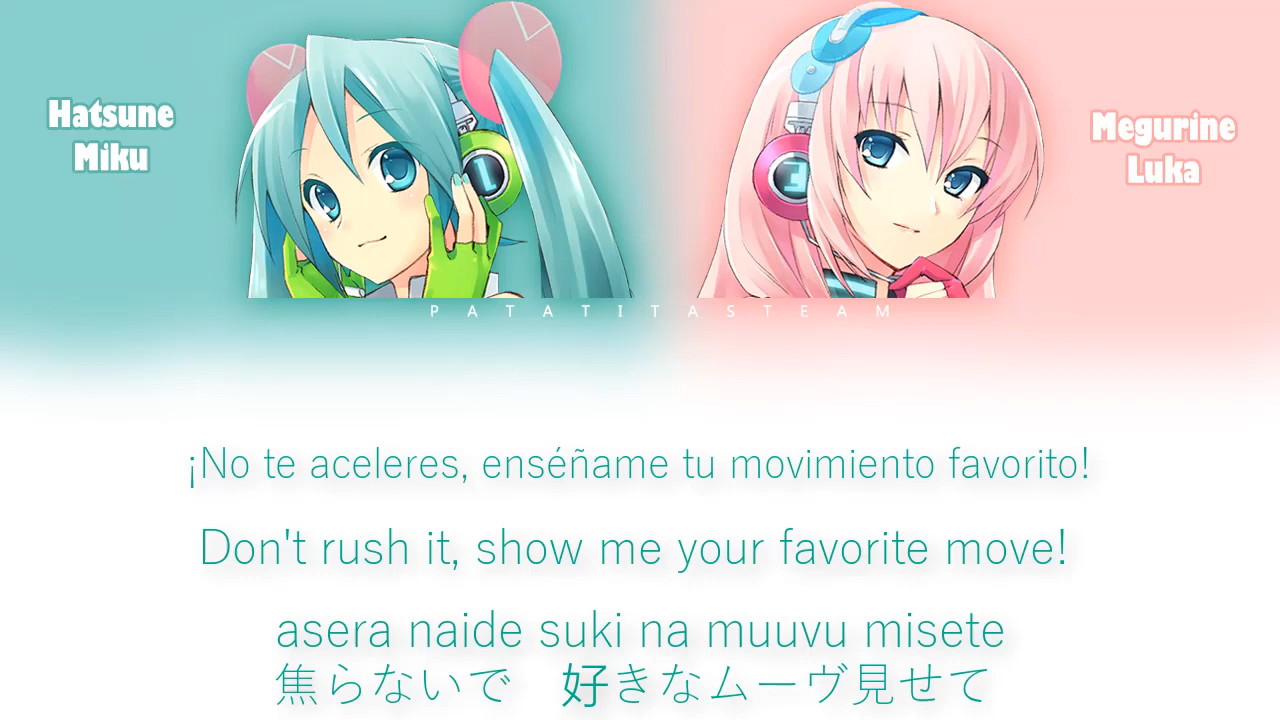 Hatsune
Miku
1
3
Megurine
Luka
PATATITASTEAM
¡No te aceleres, enséñame tu movimiento favorito!
Don't rush it, show me your favorite move!
asera naide suki na muuvu misete
焦らないで　好きなムーヴ見せて